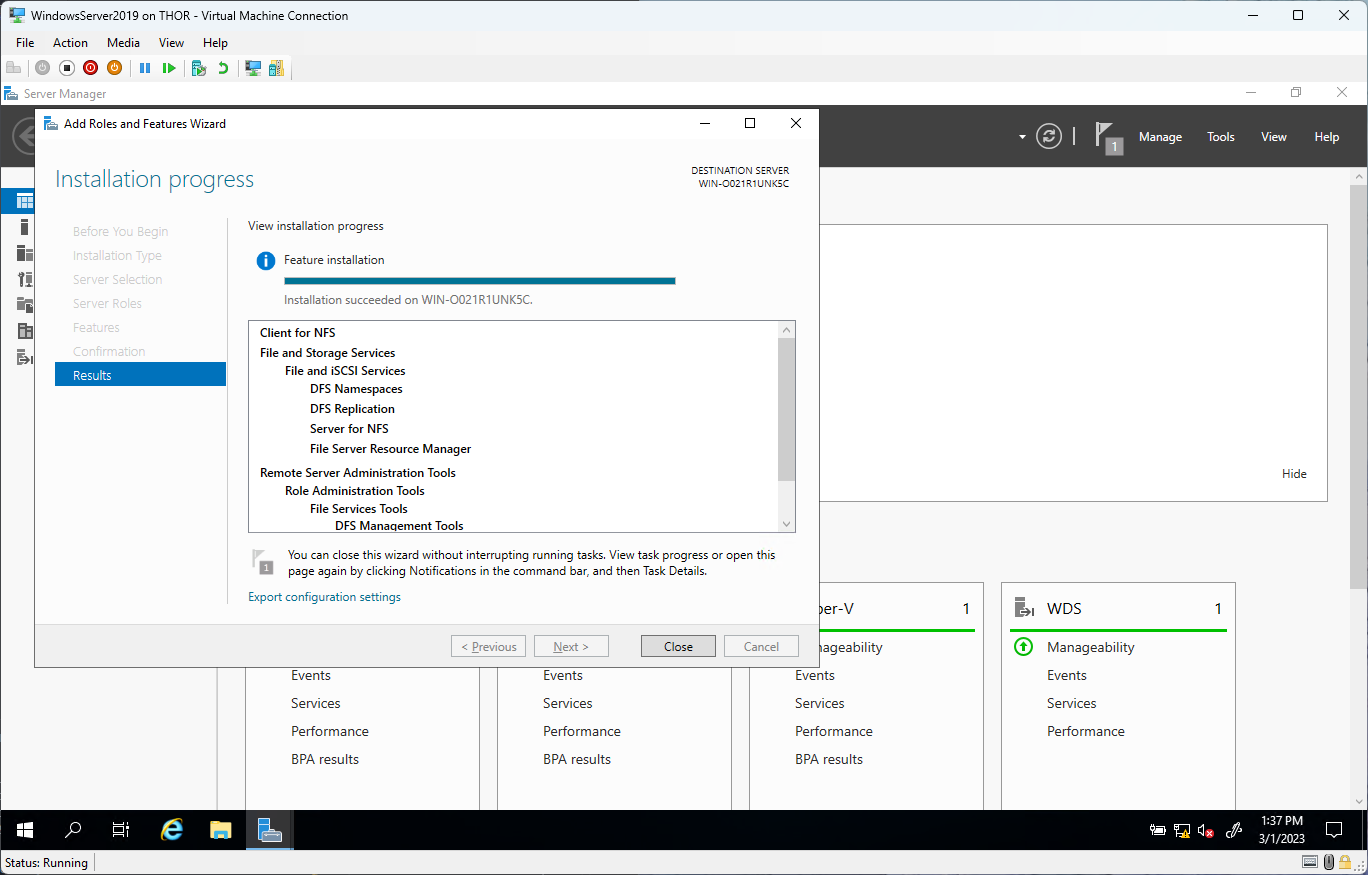 WindowsServer2019 on THOR - Virtual Machine Connection
File Action Media View Help
Server Manager
Add Roles and Features Wizard
1
Manage Tools View Help
Installation progress
DESTINATION SERVER
WIN-O021R1UNK5C
Before You Begin
Installation Type
Server Selection
Server Roles
Features
Confirmation
Results
View installation progress
Feature installation
Installation succeeded on WIN-O021R1UNK5C.
Client for NFS
File and Storage Services
File and iSCSI Services
DFS Namespaces
DFS Replication
Server for NFS
File Server Resource Manager
Remote Server Administration Tools
Role Administration Tools
File Services Tools
DFS Management Tools
1
You can close this wizard without interrupting running tasks. View task progress or open this
page again by clicking Notifications in the command bar, and then Task Details.
Export configuration settings
< Previous Next > Close Cancel
Hide
Events
Services
Performance
BPA results
Events
Services
Performance
BPA results
per-V 1
nageability
Events
Services
Performance
BPA results
WDS 1
Manageability
Events
Services
Performance
1:37 PM
3/1/2023
Status: Running